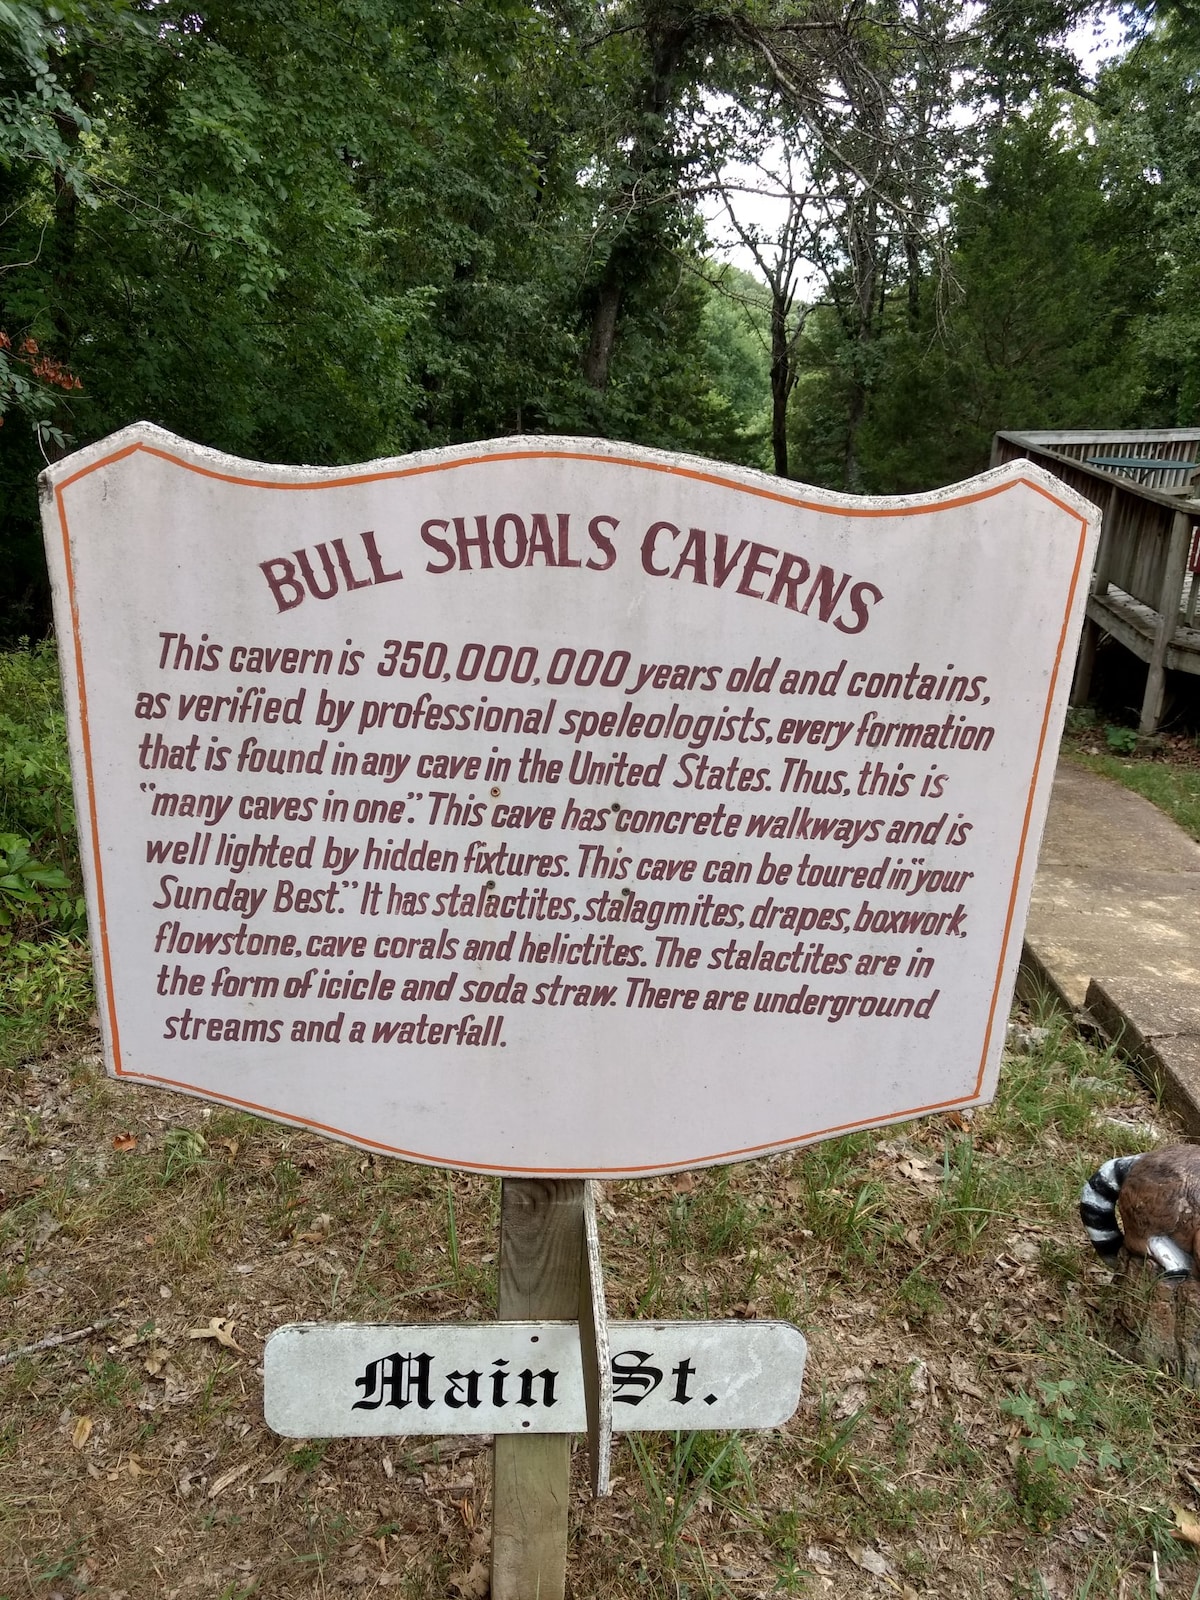 BULL SHOALS CAVERNS
This cavern is 350,000,000 years old and contains,
as verified by professional speleologists, every formation
that is found in any cave in the United States. Thus, this is
"many caves in one". This cave has concrete walkways and is
well lighted by hidden fixtures. This cave can be toured in "your
Sunday Best." It has stalactites, stalagmites, drapes, boxwork,
flowstone, cave corals and helictites. The stalactites are in
the form of icicle and soda straw. There are underground
streams and a waterfall.
Main St.